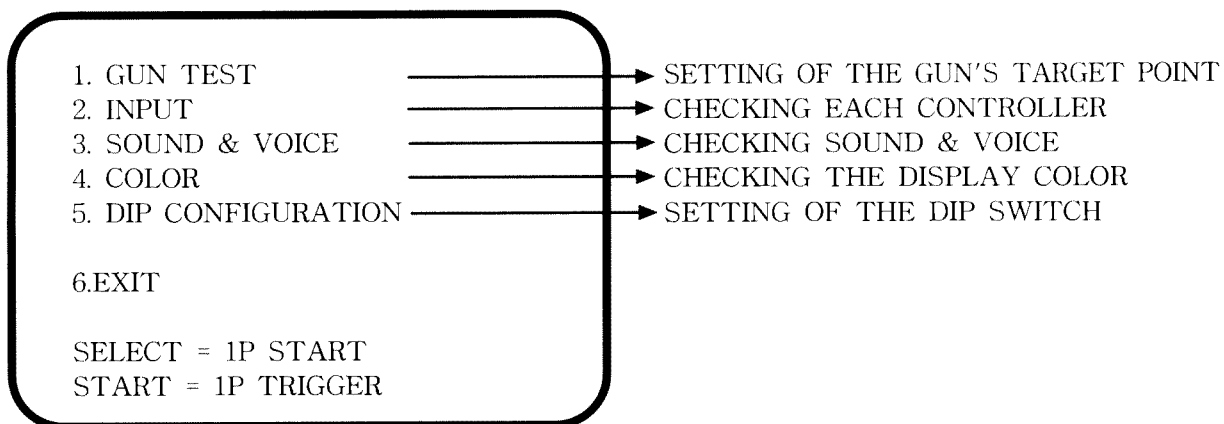 1. GUN TEST SETTING OF THE GUN'S TARGET POINT
2. INPUT CHECKING EACH CONTROLLER
3. SOUND & VOICE CHECKING SOUND & VOICE
4. COLOR CHECKING THE DISPLAY COLOR
5. DIP CONFIGURATION SETTING OF THE DIP SWITCH
6.EXIT
SELECT = 1P START
START = 1P TRIGGER